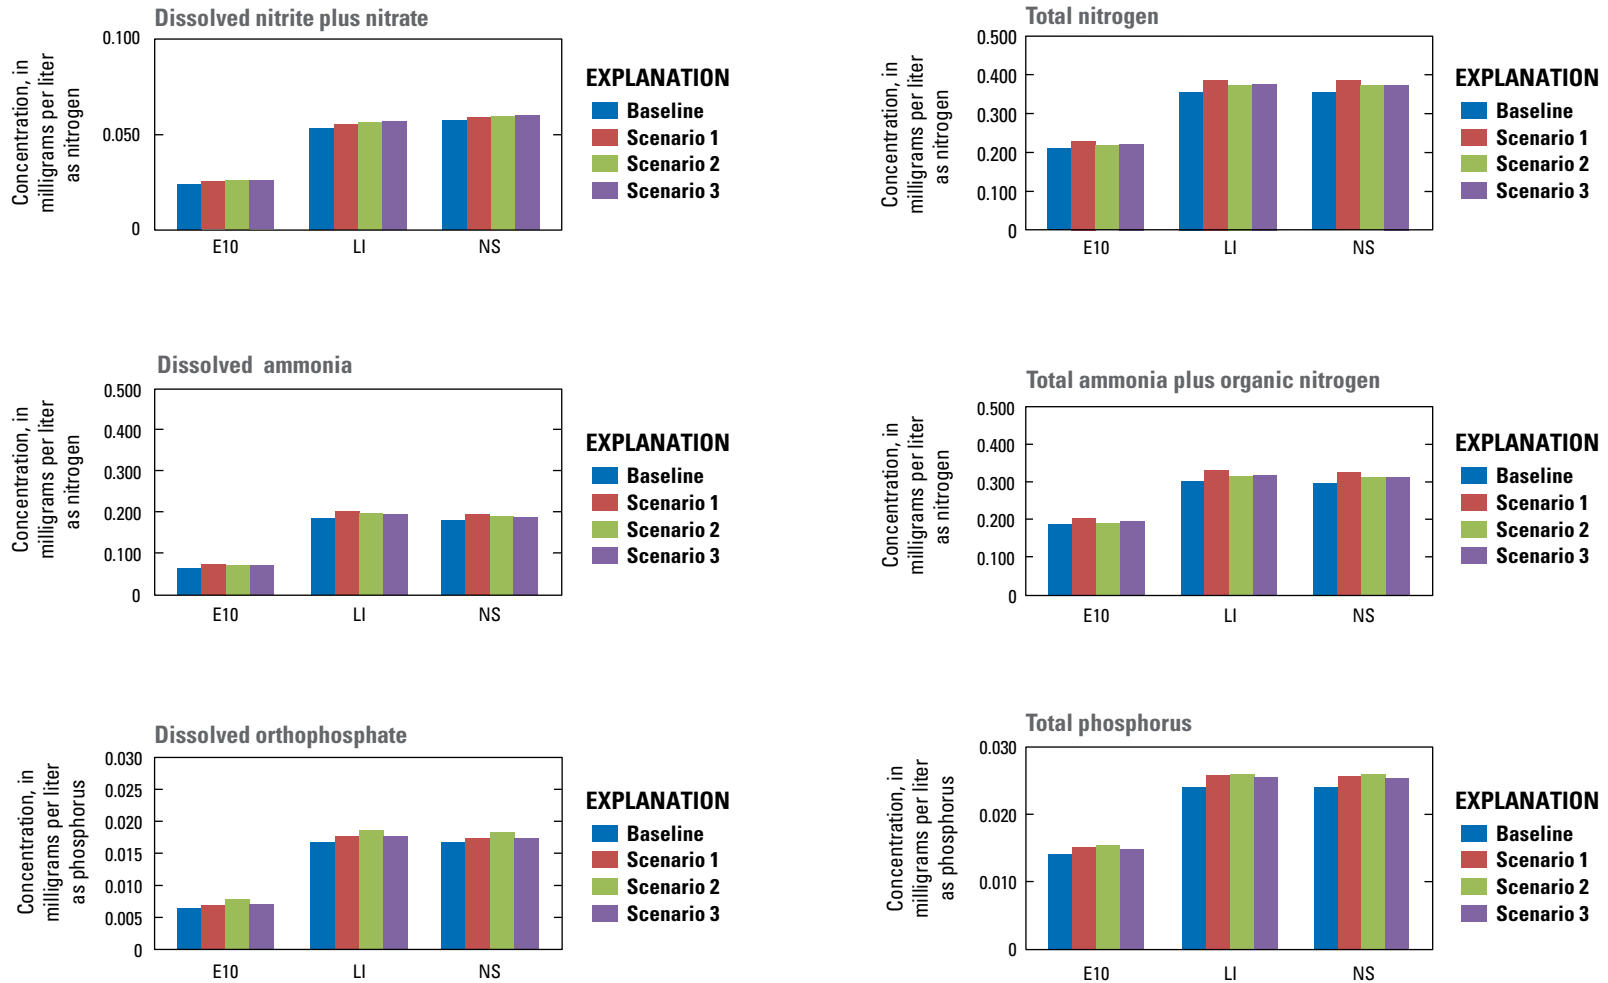 Dissolved nitrite plus nitrate
Concentration, in
milligrams per liter
as nitrogen
0.100
0.050
0
E10 LI NS
EXPLANATION
Baseline
Scenario 1
Scenario 2
Scenario 3
Total nitrogen
Concentration, in
milligrams per liter
as nitrogen
0.500
0.400
0.300
0.200
0.100
0
E10 LI NS
EXPLANATION
Baseline
Scenario 1
Scenario 2
Scenario 3
Dissolved ammonia
Concentration, in
milligrams per liter
as nitrogen
0.500
0.400
0.300
0.200
0.100
0
E10 LI NS
EXPLANATION
Baseline
Scenario 1
Scenario 2
Scenario 3
Total ammonia plus organic nitrogen
Concentration, in
milligrams per liter
as nitrogen
0.500
0.400
0.300
0.200
0.100
0
E10 LI NS
EXPLANATION
Baseline
Scenario 1
Scenario 2
Scenario 3
Dissolved orthophosphate
Concentration, in
milligrams per liter
as phosphorus
0.030
0.025
0.020
0.015
0.010
0.005
0
E10 LI NS
EXPLANATION
Baseline
Scenario 1
Scenario 2
Scenario 3
Total phosphorus
Concentration, in
milligrams per liter
as phosphorus
0.030
0.020
0.010
0
E10 LI NS
EXPLANATION
Baseline
Scenario 1
Scenario 2
Scenario 3